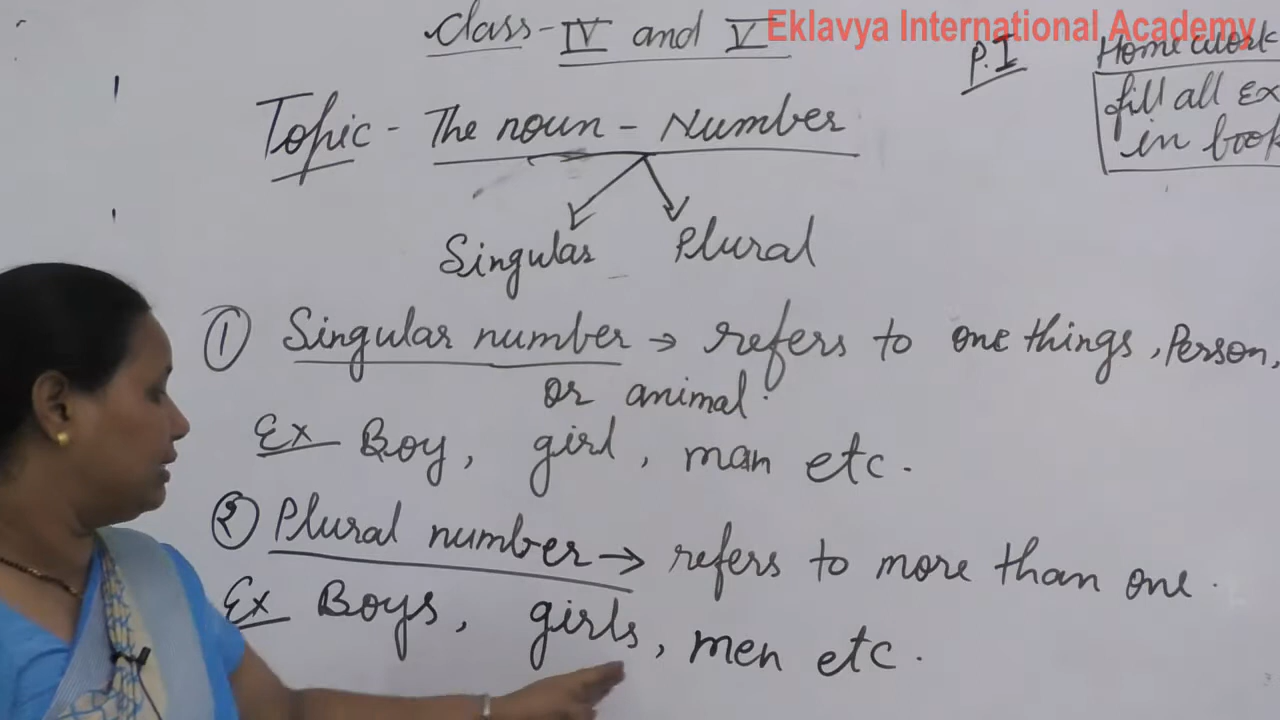 Eklavya International Academy
Class - IV and V
P.I
Homework
fill all Ex
in book
Topic - The noun - Number
Singular Plural
① Singular number → refers to one things, Person,
or animal.
Ex Boy, girl, man etc.
② Plural number → refers to more than one.
Ex Boys, girls, men etc.